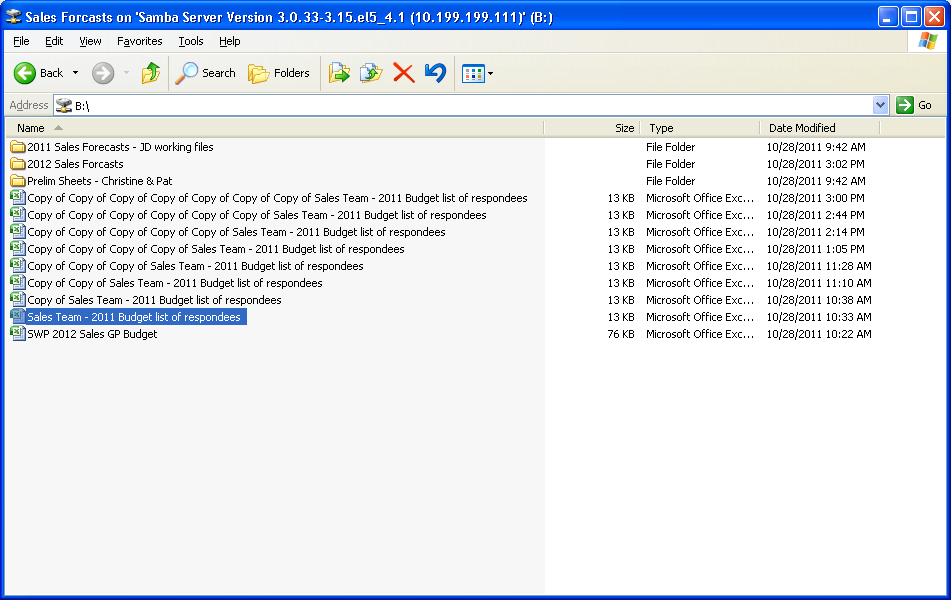 Sales Forcasts on 'Samba Server Version 3.0.33-3.15.el5_4.1 (10.199.199.111)' (B:)
File Edit View Favorites Tools Help
Back Search Folders
Address B:\ Go
Name Size Type Date Modified
2011 Sales Forecasts - JD working files File Folder 10/28/2011 9:42 AM
2012 Sales Forcasts File Folder 10/28/2011 3:02 PM
Prelim Sheets - Christine & Pat File Folder 10/28/2011 9:42 AM
Copy of Copy of Copy of Copy of Copy of Copy of Copy of Sales Team - 2011 Budget list of respondees 13 KB Microsoft Office Exc... 10/28/2011 3:00 PM
Copy of Copy of Copy of Copy of Copy of Copy of Sales Team - 2011 Budget list of respondees 13 KB Microsoft Office Exc... 10/28/2011 2:44 PM
Copy of Copy of Copy of Copy of Copy of Sales Team - 2011 Budget list of respondees 13 KB Microsoft Office Exc... 10/28/2011 2:14 PM
Copy of Copy of Copy of Copy of Sales Team - 2011 Budget list of respondees 13 KB Microsoft Office Exc... 10/28/2011 1:05 PM
Copy of Copy of Copy of Sales Team - 2011 Budget list of respondees 13 KB Microsoft Office Exc... 10/28/2011 11:28 AM
Copy of Copy of Sales Team - 2011 Budget list of respondees 13 KB Microsoft Office Exc... 10/28/2011 11:10 AM
Copy of Sales Team - 2011 Budget list of respondees 13 KB Microsoft Office Exc... 10/28/2011 10:38 AM
Sales Team - 2011 Budget list of respondees 13 KB Microsoft Office Exc... 10/28/2011 10:33 AM
SWP 2012 Sales GP Budget 76 KB Microsoft Office Exc... 10/28/2011 10:22 AM